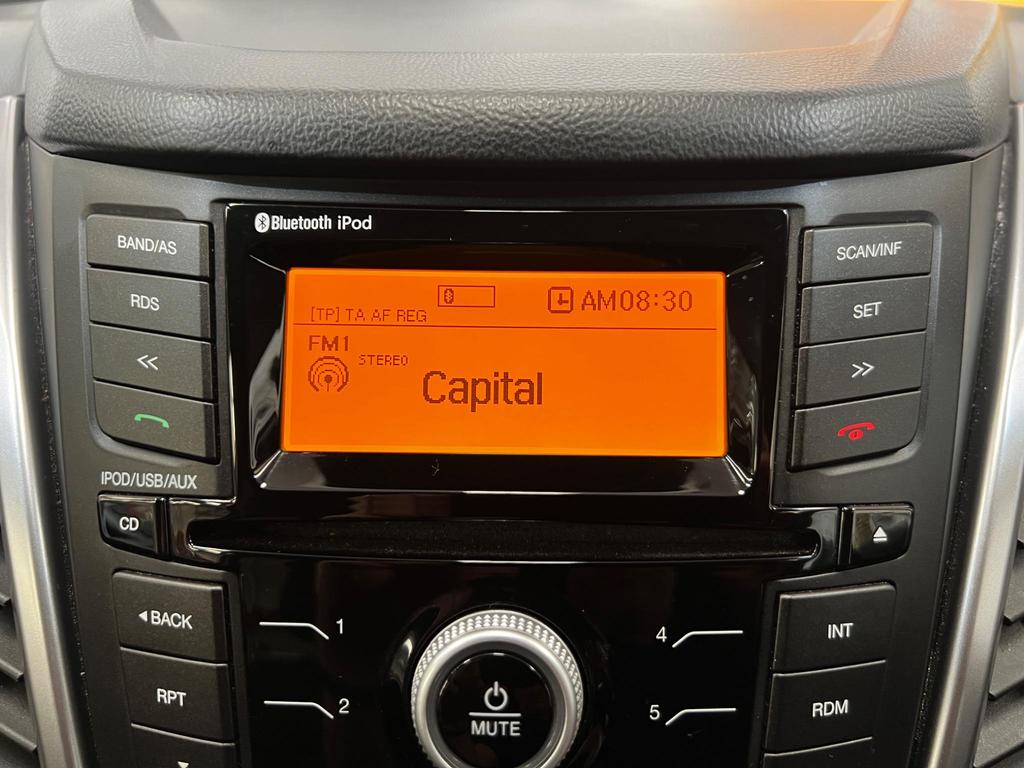 Bluetooth iPod
BAND/AS
RDS
SCAN/INF
SET
[TP] TA AF REG
AM08:30
FM1
STEREO
Capital
IPOD/USB/AUX
CD
BACK
RPT
1
2
MUTE
4
5
INT
RDM